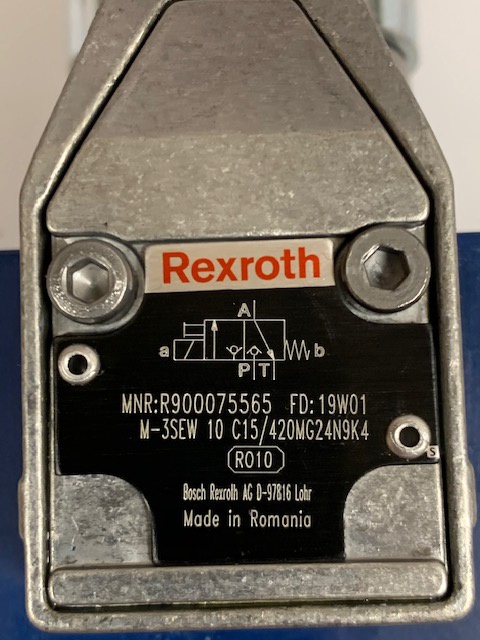 Rexroth
A
a b
P T
MNR:R900075565 FD:19W01
M-3SEW 10 C15/420MG24N9K4
S
R010
Bosch Rexroth AG D-97816 Lohr
Made in Romania